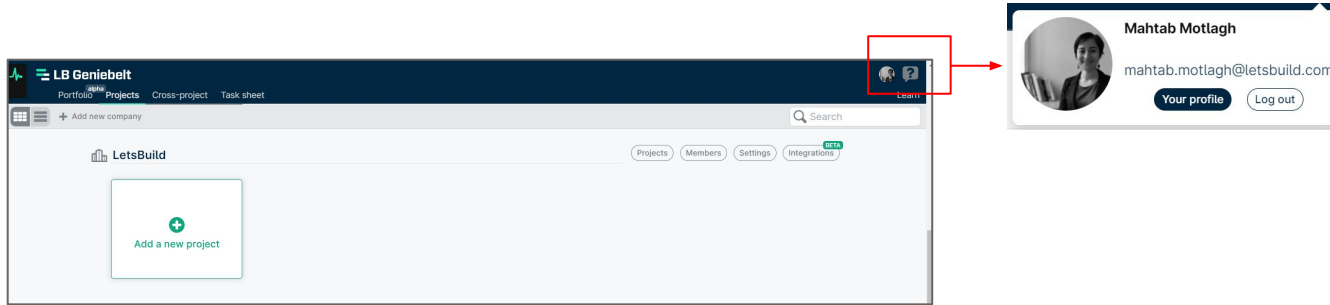 LB Geniebelt
alpha
Portfolio Projects Cross-project Task sheet
Learn
Add new company
Search
LetsBuild
Projects Members Settings Integrations
BETA
Add a new project
Mahtab Motlagh
mahtab.motlagh@letsbuild.com
Your profile Log out